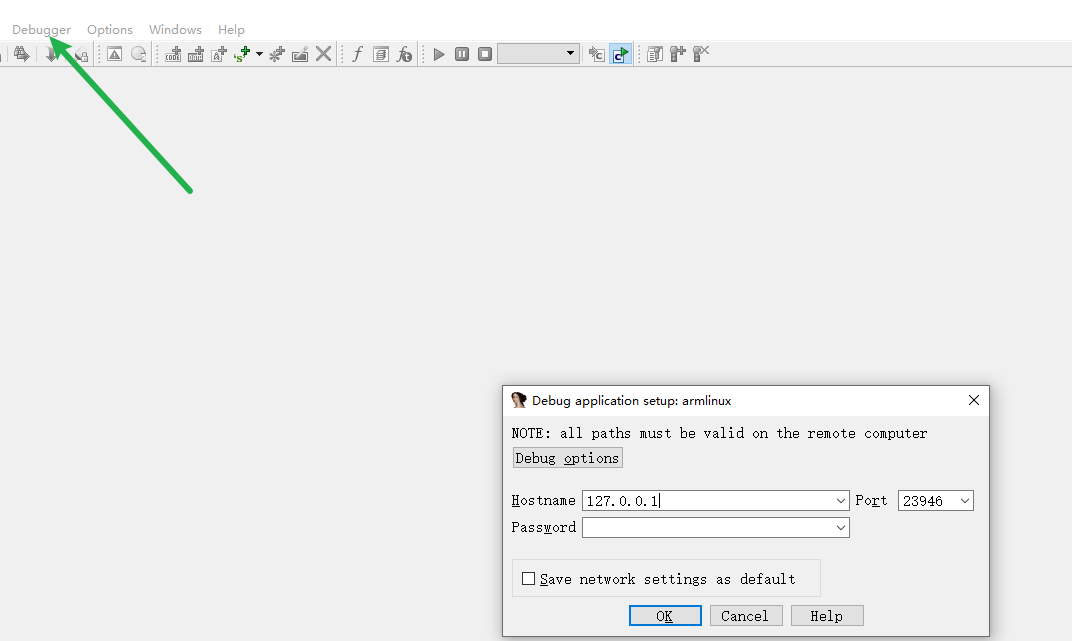 Debugger Options Windows Help
Debug application setup: armlinux
NOTE: all paths must be valid on the remote computer
Debug options
Hostname 127.0.0.1 Port 23946
Password
Save network settings as default
OK Cancel Help